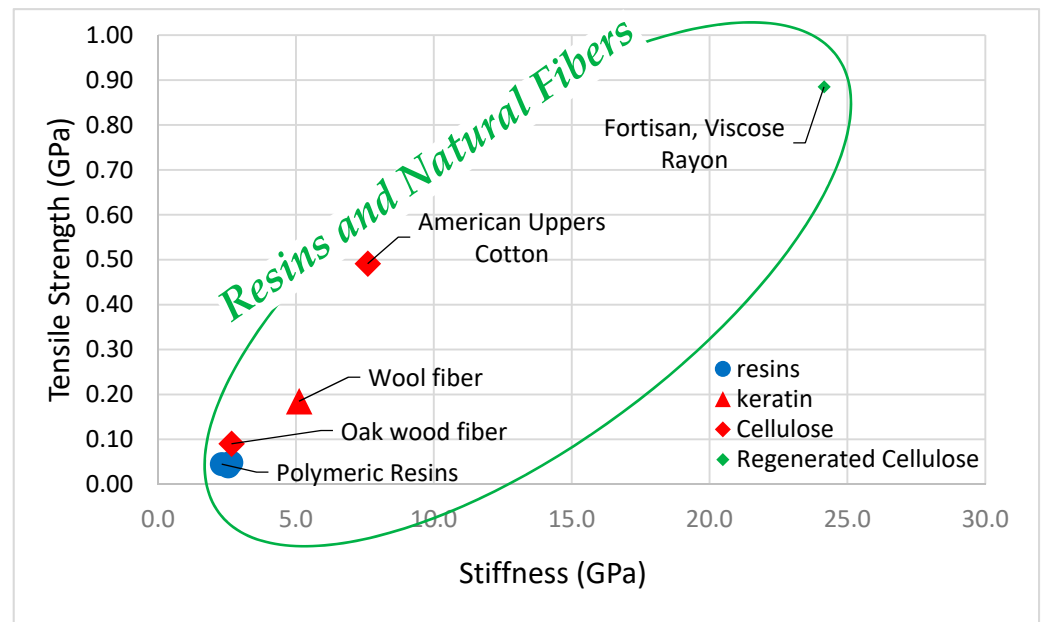 Resins and Natural Fibers
Tensile Strength (GPa)
1.00
0.90
0.80
0.70
0.60
0.50
0.40
0.30
0.20
0.10
0.00
Fortisan, Viscose
Rayon
American Uppers
Cotton
Wool fiber
Oak wood fiber
Polymeric Resins
resins
keratin
Cellulose
Regenerated Cellulose
0.0 5.0 10.0 15.0 20.0 25.0 30.0
Stiffness (GPa)